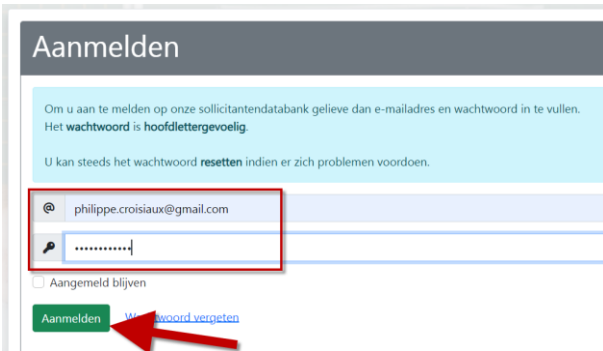 Aanmelden
Om u aan te melden op onze sollicitantendatabank gelieve dan e-mailadres en wachtwoord in te vullen.
Het wachtwoord is hoofdlettergevoelig.
U kan steeds het wachtwoord resetten indien er zich problemen voordoen.
@ philippe.croisiaux@gmail.com
••••••••••••
Aangemeld blijven
Aanmelden Wachtwoord vergeten